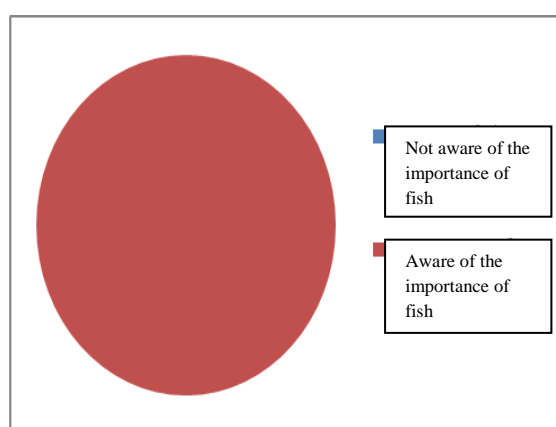 Not aware of the
importance of
fish
Aware of the
importance of
fish